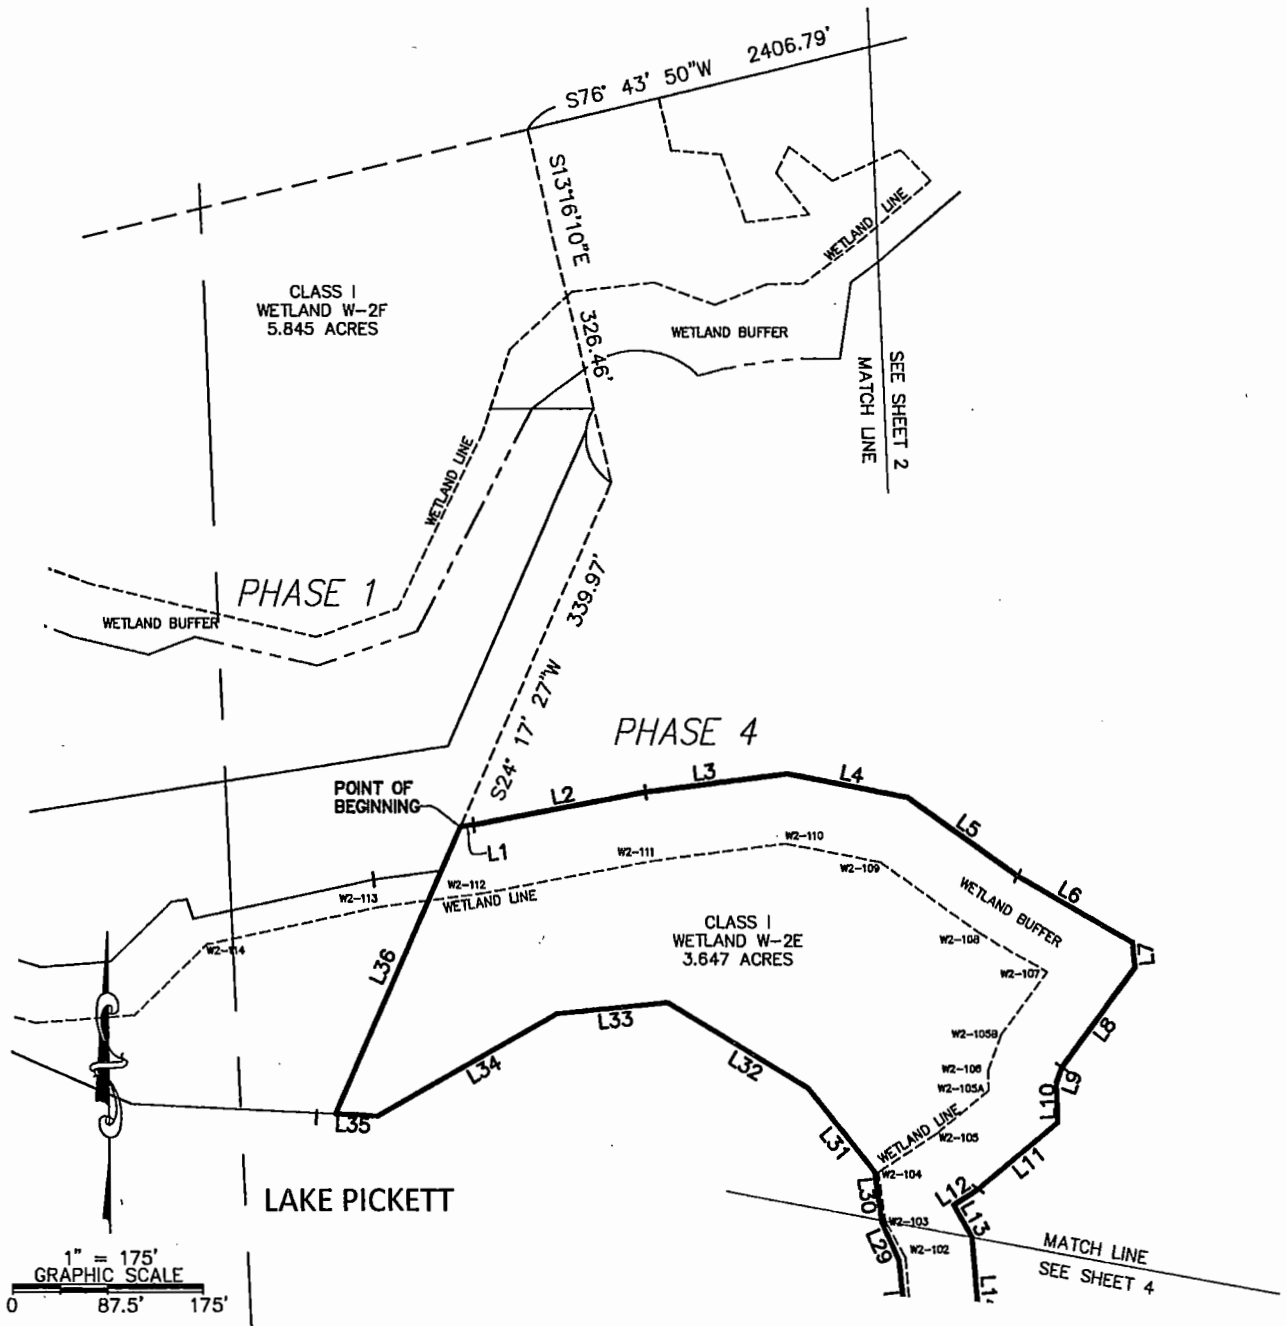 S76° 43' 50"W 2406.79'
S13°16'10"E
326.46'
WETLAND LINE
CLASS I
WETLAND W-2F
5.845 ACRES
WETLAND BUFFER
SEE SHEET 2
MATCH LINE
WETLAND LINE
PHASE 1
WETLAND BUFFER
S24° 17' 27"W 339.97'
PHASE 4
POINT OF
BEGINNING
L1
L2
L3
L4
L5
L6
L7
L8
L9
L10
L11
L12
L13
L14
W2-110
W2-111
W2-109
W2-112
W2-113
WETLAND LINE
W2-114
WETLAND BUFFER
CLASS I
WETLAND W-2E
3.647 ACRES
W2-108
W2-107
W2-105B
W2-106
W2-105A
WETLAND LINE
W2-105
W2-104
W2-103
W2-102
L36
L35
L34
L33
L32
L31
L30
L29
LAKE PICKETT
MATCH LINE
SEE SHEET 4
1" = 175'
GRAPHIC SCALE
0 87.5' 175'